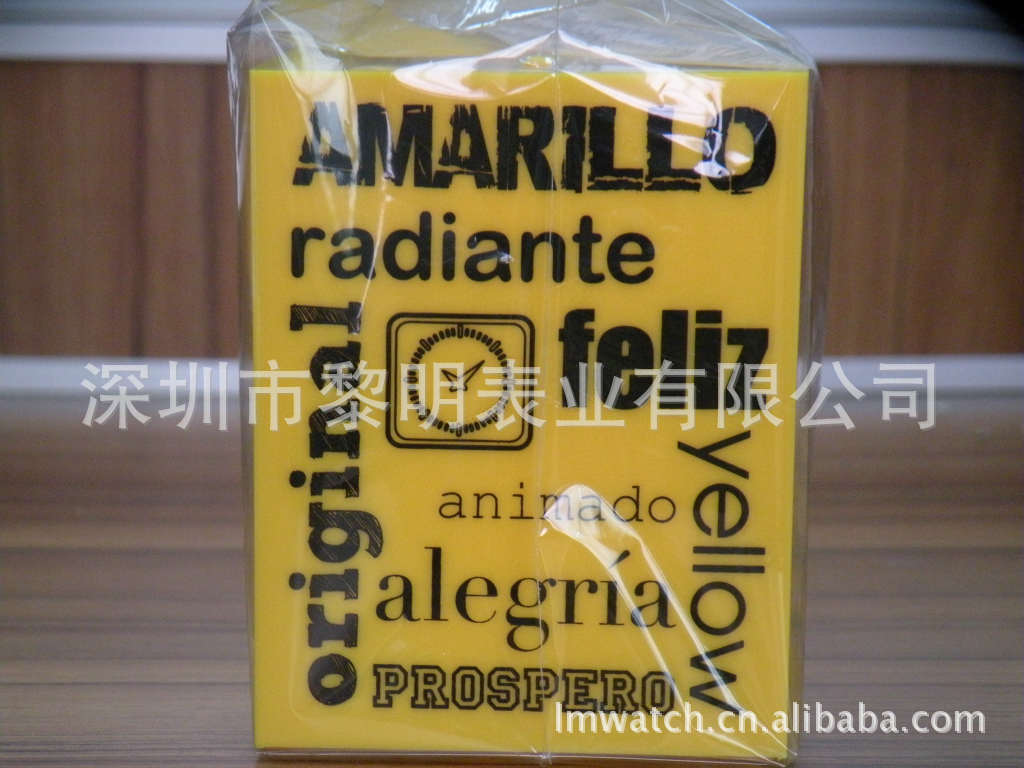 AMARILLO
radiante
original
feliz
深圳市黎明表业有限公司
yellow
animado
alegría
PROSPERO
lmwatch.cn.alibaba.com